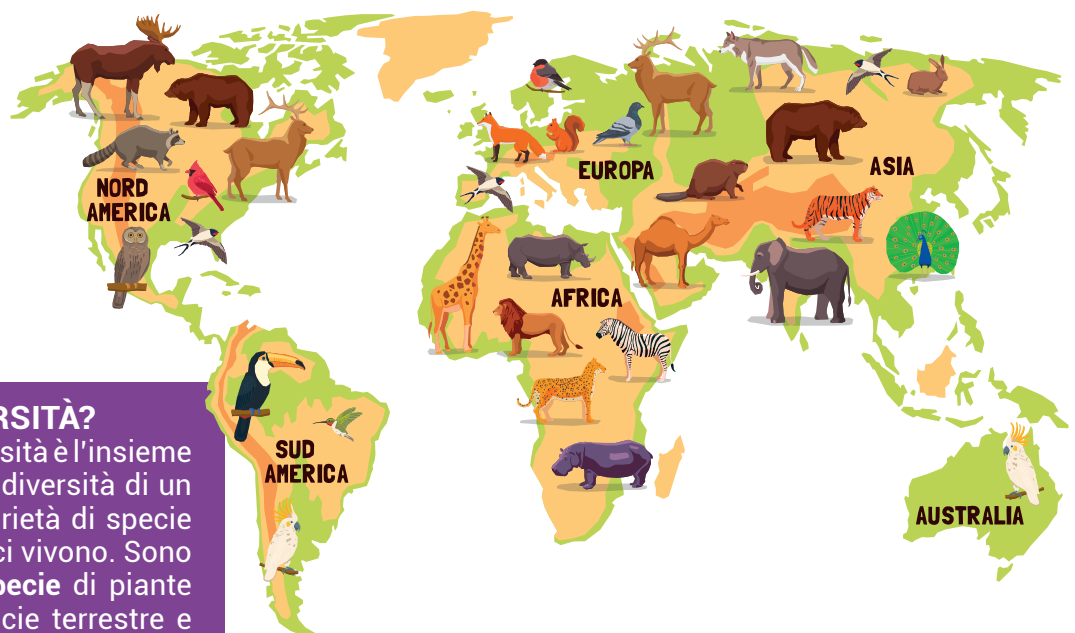 NORD
AMERICA
EUROPA
ASIA
AFRICA
SUD
AMERICA
AUSTRALIA
RSITÀ?
sità è l'insieme
diversità di un
rietà di specie
ci vivono. Sono
pecie di piante
cie terrestre e